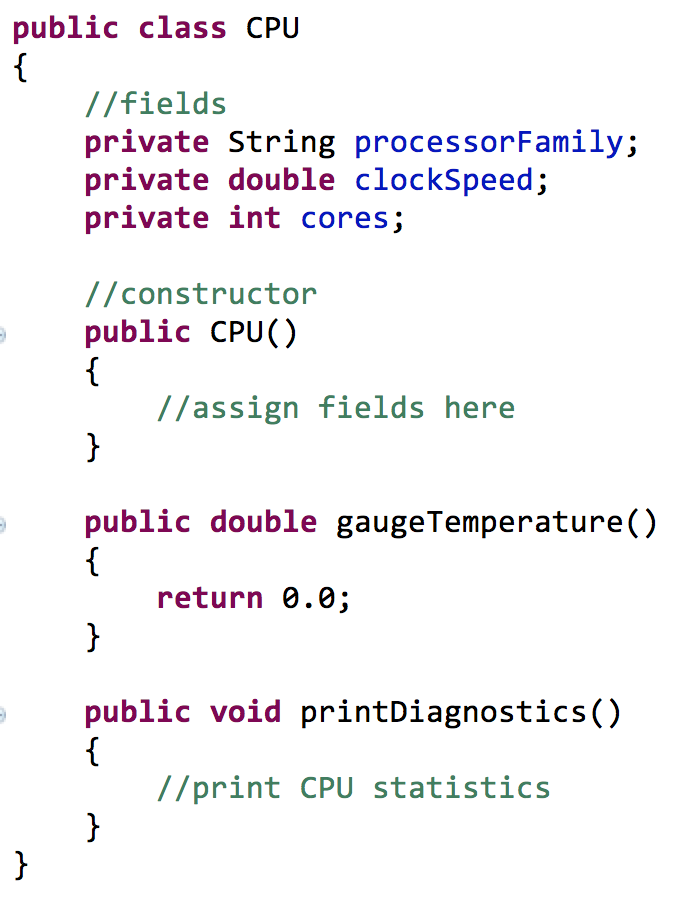 public class CPU
{
    //fields
    private String processorFamily;
    private double clockSpeed;
    private int cores;

    //constructor
    public CPU()
    {
        //assign fields here
    }

    public double gaugeTemperature()
    {
        return 0.0;
    }

    public void printDiagnostics()
    {
        //print CPU statistics
    }
}